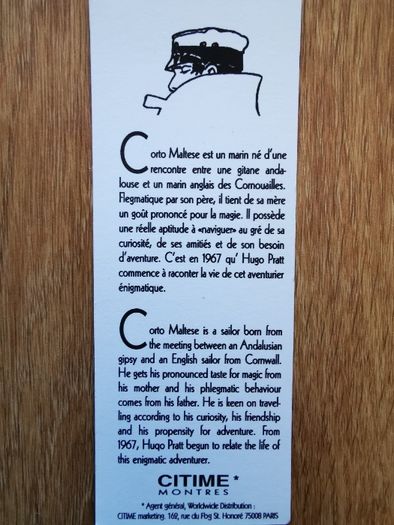 Corto Maltese est un marin né d'une
rencontre entre une gitane anda-
louse et un marin anglais des Cornouailles.
Flegmatique par son père, il tient de sa mère
un goût prononcé pour la magie. Il possède
une réelle aptitude à «naviguer» au gré de sa
curiosité, de ses amitiés et de son besoin
d'aventure. C'est en 1967 qu' Hugo Pratt
commence à raconter la vie de cet aventurier
énigmatique.
Corto Maltese is a sailor born from
the meeting between an Andalusian
gipsy and an English sailor from Cornwall.
He gets his pronounced taste for magic from
his mother and his phlegmatic behaviour
comes from his father. He is keen on travel-
ling according to his curiosity, his friendship
and his propensity for adventure. From
1967, Hugo Pratt begun to relate the life of
this enigmatic adventurer.
CITIME *
MONTRES
* Agent général, Worldwide Distribution :
CITIME marketing. 169, rue du Fbg St. Honoré 75008 PARIS